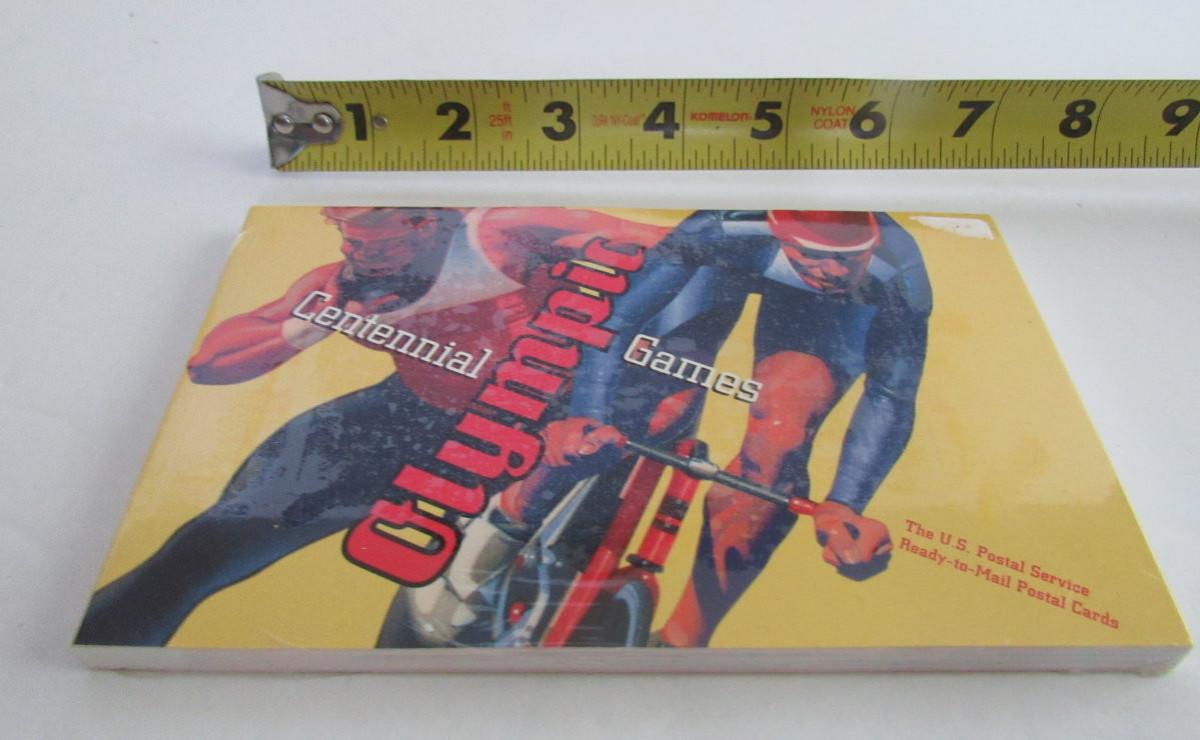 1 2 ft 25ft in 3 4 KOMELON 5 NYLON COAT 6 7 8 9
Centennial
Olympic
Games
The U.S. Postal Service
Ready-to-Mail Postal Cards